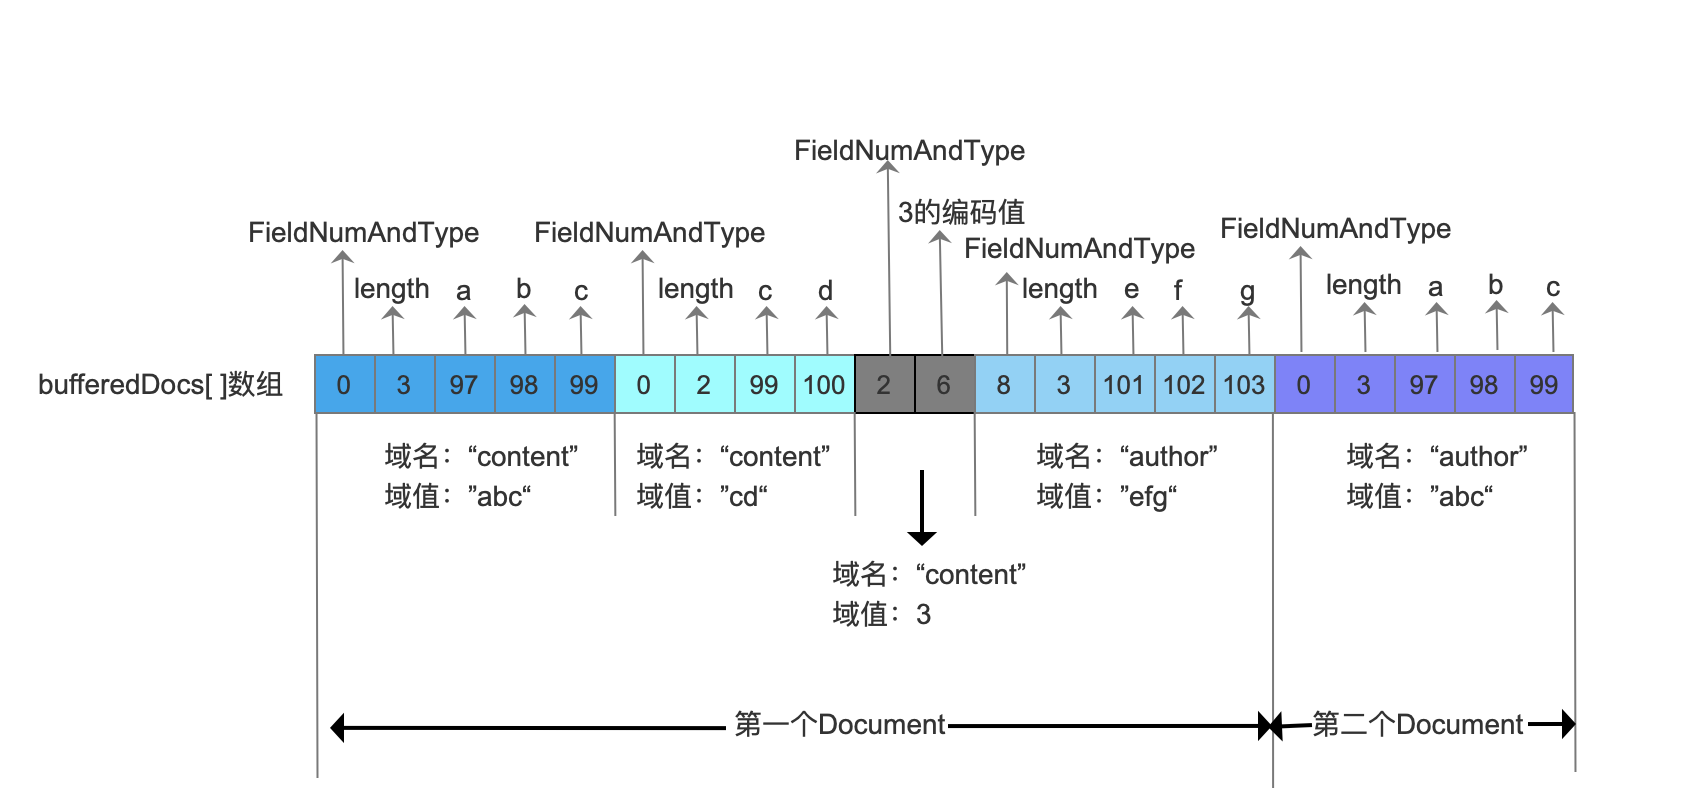 FieldNumAndType
3的编码值
FieldNumAndType FieldNumAndType FieldNumAndType FieldNumAndType
length a b c length c d length e f g length a b c
bufferedDocs[ ]数组 0 3 97 98 99 0 2 99 100 2 6 8 3 101 102 103 0 3 97 98 99
域名：“content” 域名：“content” 域名：“author” 域名：“author”
域值：”abc“ 域值：”cd“ 域值：”efg“ 域值：”abc“
域名：“content”
域值：3
第一个Document 第二个Document